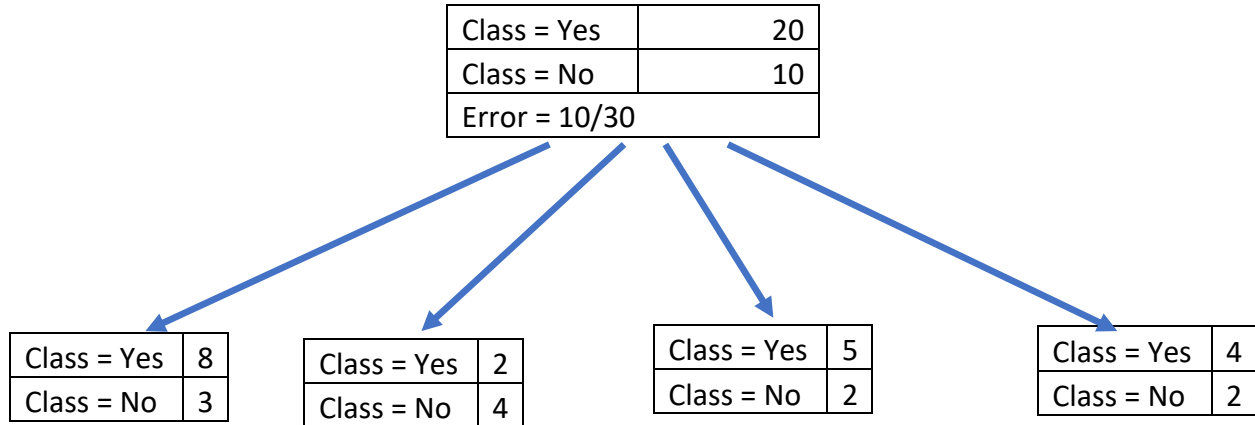 Class = Yes 20
Class = No 10
Error = 10/30
Class = Yes 8
Class = No 3
Class = Yes 2
Class = No 4
Class = Yes 5
Class = No 2
Class = Yes 4
Class = No 2